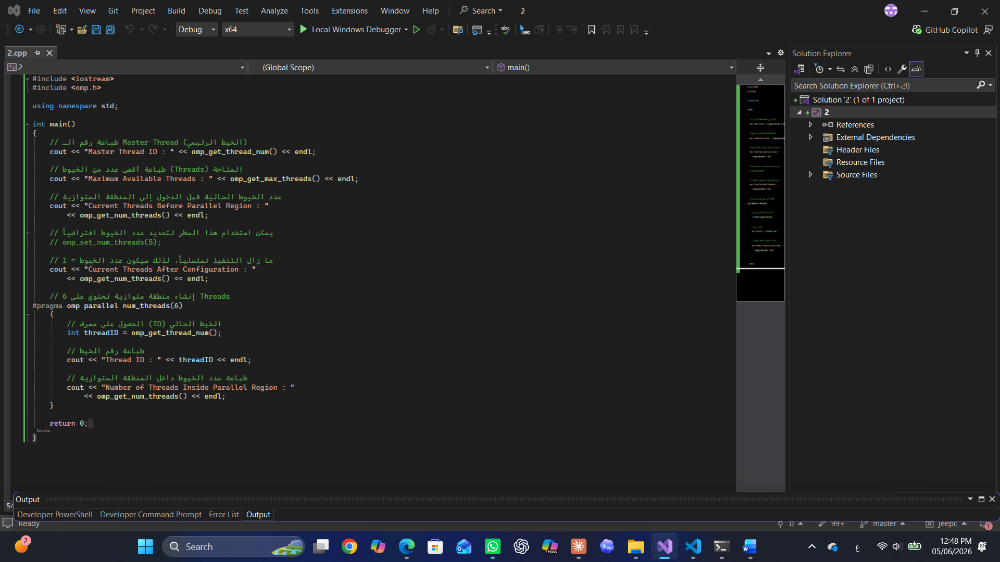 File Edit View Git Project Build Debug Test Analyze Tools Extensions Window Help Search 2
Debug x64 Local Windows Debugger GitHub Copilot
2.cpp
2 (Global Scope) main()
#include <iostream>
#include <omp.h>
using namespace std;
int main()
{
// طباعة رقم الـ Master Thread (الخيط الرئيسي)
cout << "Master Thread ID : " << omp_get_thread_num() << endl;
// طباعة أقصى عدد من الخيوط (Threads) المتاحة
cout << "Maximum Available Threads : " << omp_get_max_threads() << endl;
// عدد الخيوط الحالية قبل الدخول إلى المنطقة المتوازية
cout << "Current Threads Before Parallel Region : "
<< omp_get_num_threads() << endl;
// يمكن استخدام هذا السطر لتحديد عدد الخيوط افتراضياً
// omp_set_num_threads(5);
// ما زال التنفيذ تسلسلياً، لذلك سيكون عدد الخيوط = 1
cout << "Current Threads After Configuration : "
<< omp_get_num_threads() << endl;
// إنشاء منطقة متوازية تحتوي على 6 Threads
#pragma omp parallel num_threads(6)
{
// الحصول على معرف (ID) الخيط الحالي
int threadID = omp_get_thread_num();
// طباعة رقم الخيط
cout << "Thread ID : " << threadID << endl;
// طباعة عدد الخيوط داخل المنطقة المتوازية
cout << "Number of Threads Inside Parallel Region : "
<< omp_get_num_threads() << endl;
}
return 0;
Tabnine
}
Solution Explorer
Search Solution Explorer (Ctrl+ك)
Solution '2' (1 of 1 project)
2
References
External Dependencies
Header Files
Resource Files
Source Files
Output
54
Developer PowerShell Developer Command Prompt Error List Output
Ready 0 99+ master jeepc 1
2 Search M365 ع 12:48 PM
05/06/2026